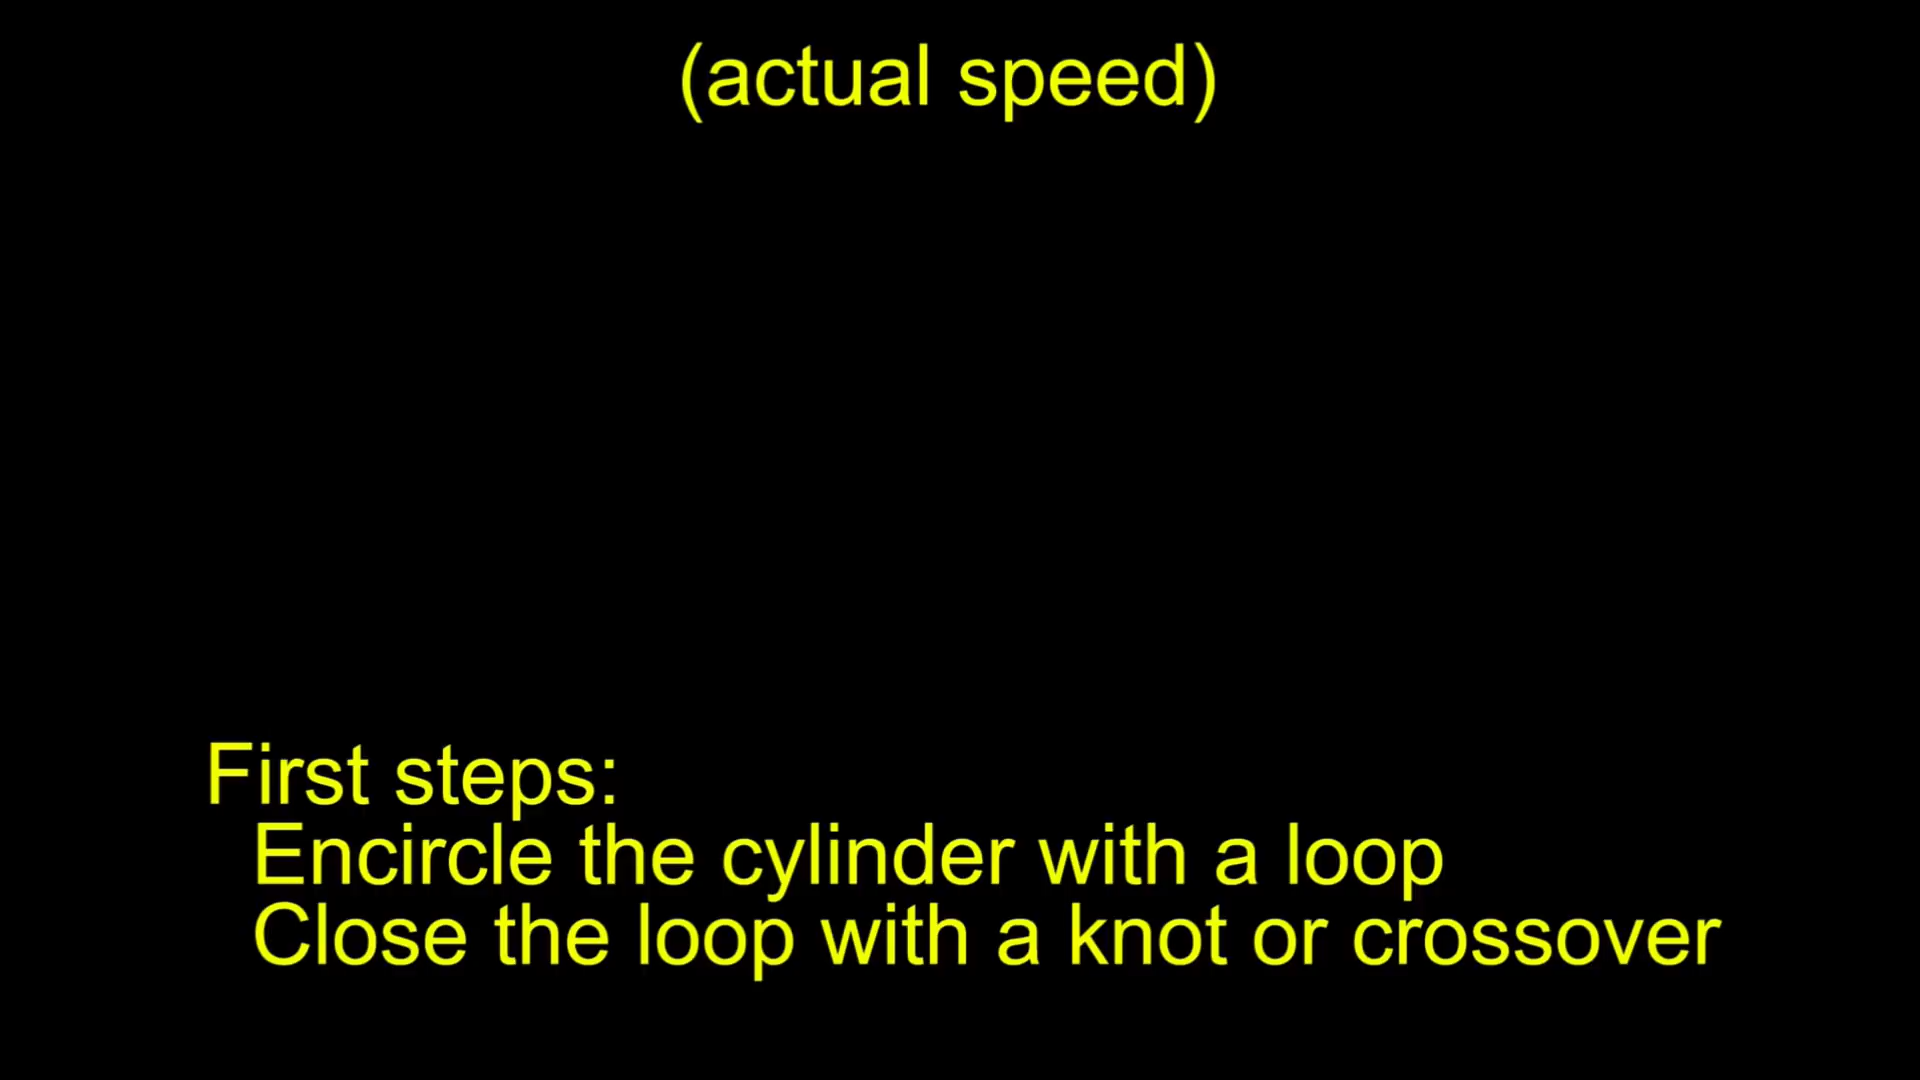 (actual speed)
First steps:
Encircle the cylinder with a loop
Close the loop with a knot or crossover